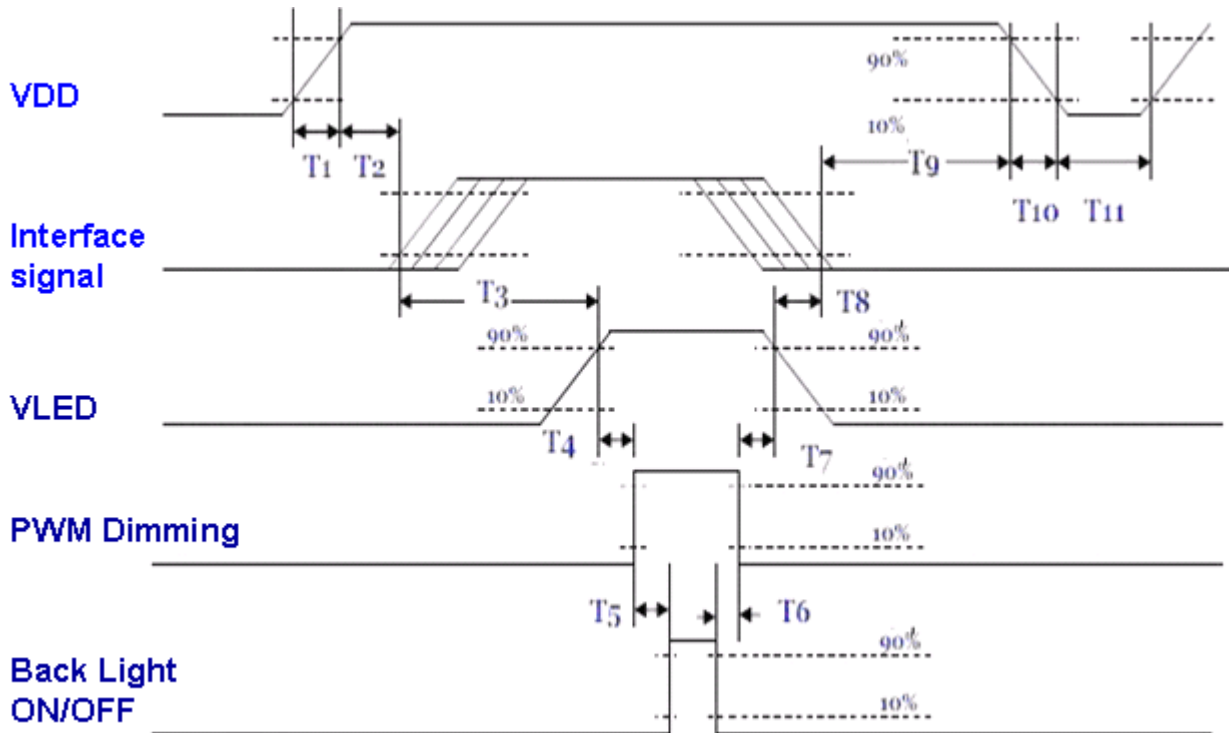 VDD
90%
10%
T1 T2
T9
T10 T11
Interface
signal
T3
T8
90%
90%
VLED
10%
10%
T4
T7
90%
PWM Dimming
10%
T5
T6
Back Light
ON/OFF
90%
10%